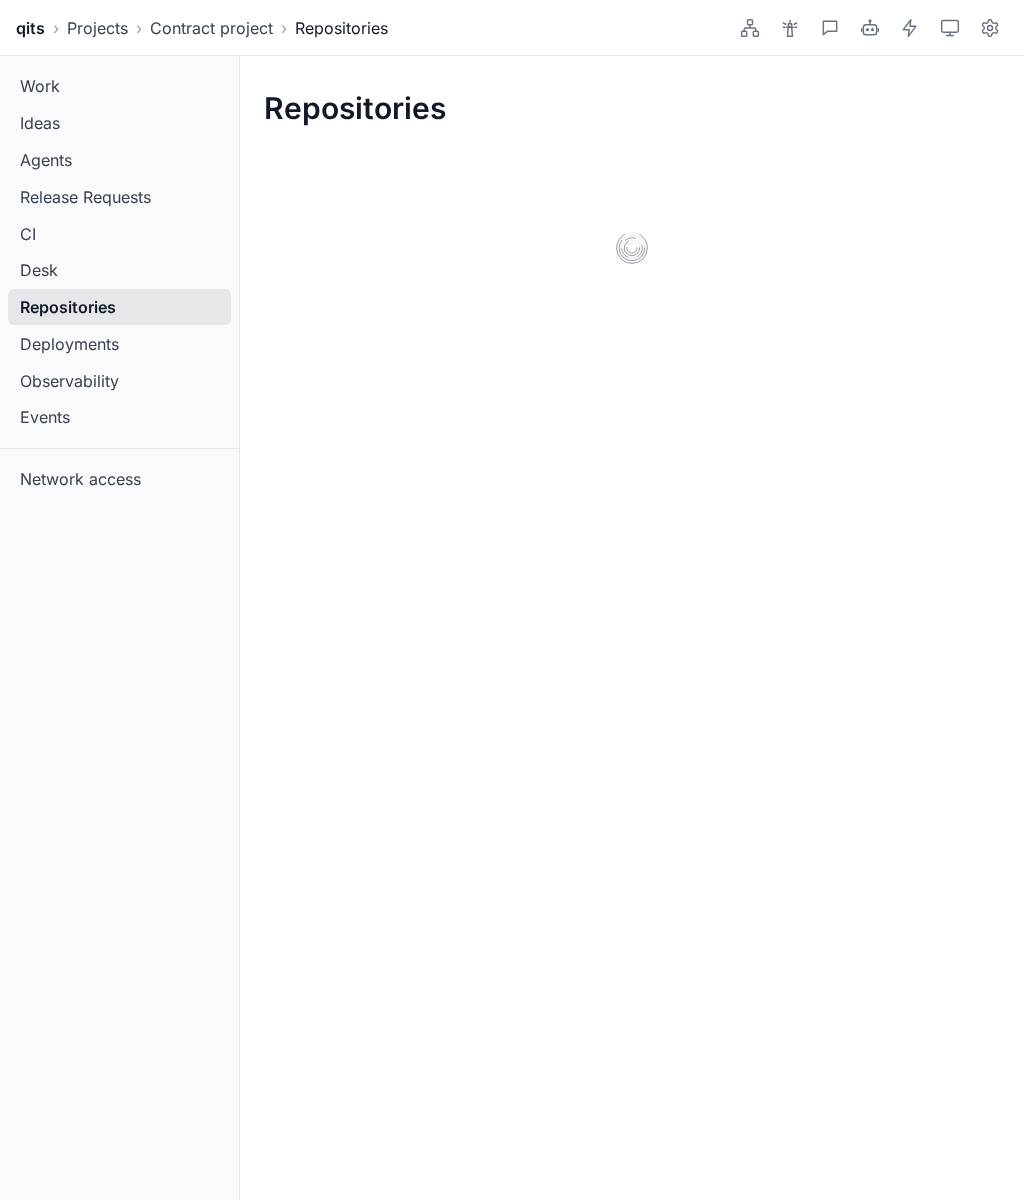 qits › Projects › Contract project › Repositories
Work
Ideas
Agents
Release Requests
CI
Desk
Repositories
Deployments
Observability
Events
Network access
Repositories